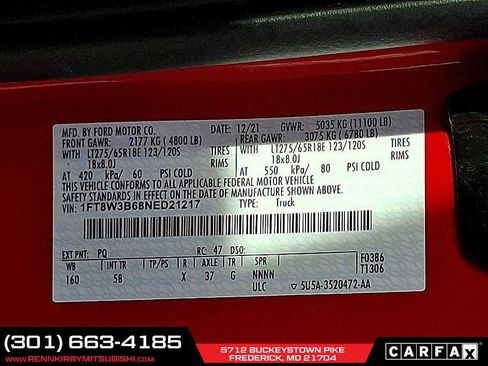 MFD. BY FORD MOTOR CO.
12/21 GVWR: 5035 KG (11100 LB)
FRONT GAWR: 2177 KG (4800 LB) REAR GAWR: 3075 KG (6780 LB)
WITH LT275/65R18E 123/120S TIRES WITH LT275/65R18E 123/120S TIRES
18x8.0J RIMS 18x8.0J RIMS
AT 420 kPa/ 60 PSI COLD AT 550 kPa/ 80 PSI COLD
THIS VEHICLE CONFORMS TO ALL APPLICABLE FEDERAL MOTOR VEHICLE
SAFETY STANDARDS IN EFFECT ON THE DATE OF MANUFACTURE SHOWN ABOVE.
VIN: 1FT8W3B68NED21217 TYPE: Truck
EXT PNT: PQ RC: 47 DSO: F0386
WB INT TR TP/PS R AXLE TR SPR T1306
160 5B X 37 G NNNN
ULC 5U5A-3520472-AA
(301) 663-4185
WWW.RENNKIRBYMITSUBISHI.COM
5712 BUCKEYSTOWN PIKE
FREDERICK, MD 21704
CARFAX